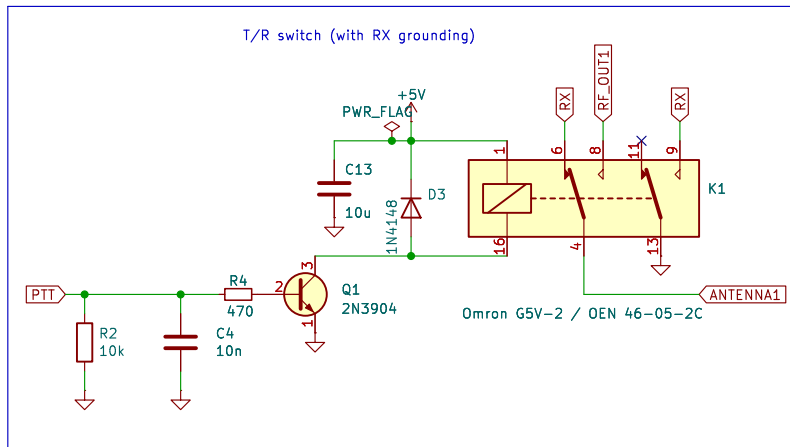 T/R switch (with RX grounding)
+5V
PWR_FLAG
RX
RF_OUT1
RX
1
6
8
11
9
C13
10u
D3
1N4148
K1
16
4
13
3
R4
470
2
Q1
2N3904
1
PTT
ANTENNA1
Omron G5V-2 / OEN 46-05-2C
R2
10k
C4
10n